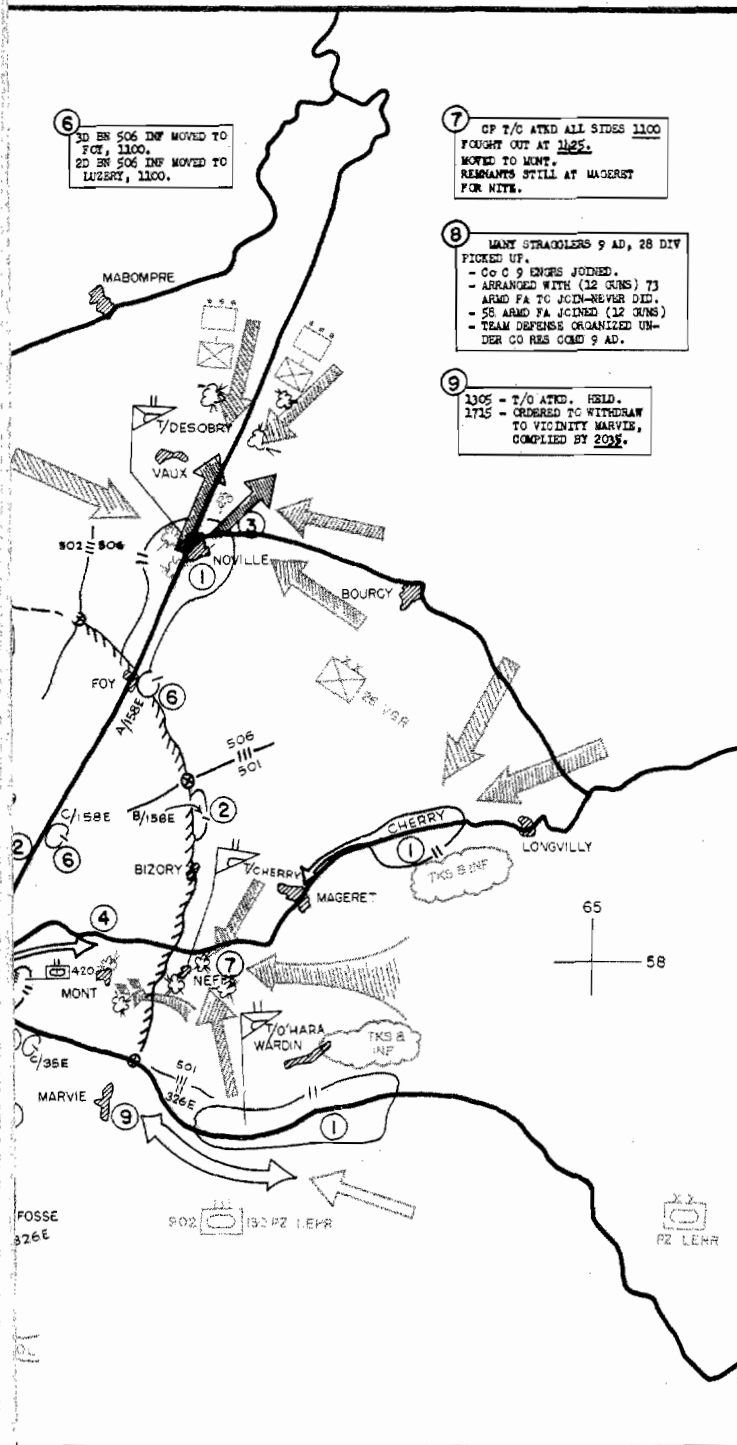 6
3D BN 506 INF MOVED TO
FOY, 1100.
2D BN 506 INF MOVED TO
LUZERY, 1100.
7
CP T/C ATKD ALL SIDES 1100
FOUGHT OUT AT 1425.
MOVED TO MONT.
REMNANTS STILL AT MAGERET
FOR NITE.
8
MANY STRAGGLERS 9 AD, 28 DIV
PICKED UP.
- Co C 9 ENGRS JOINED.
- ARRANGED WITH (12 GUNS) 73
ARMD FA TO JOIN-NEVER DID.
- 58 ARMD FA JOINED (12 GUNS)
- TEAM DEFENSE ORGANIZED UN-
DER CO RES COMD 9 AD.
9
1305 - T/O ATKD. HELD.
1715 - ORDERED TO WITHDRAW
TO VICINITY MARVIE,
COMPLIED BY 2035.
MABOMPRE
T/DESOBRY
VAUX
502 506
3
NOVILLE
1
BOURCY
FOY
6
A/158E
26 VGR
506
501
C/158E
B/158E
2
2
6
CHERRY
LONGVILLY
1
BIZORY
T/CHERRY
TKS & INF
MAGERET
65
58
4
420
MONT
NEFFE
7
T/O'HARA
WARDIN
TKS &
INF
C/35E
501
326E
MARVIE
9
1
FOSSE
326E
902
130 PZ LEHR
PZ LEHR